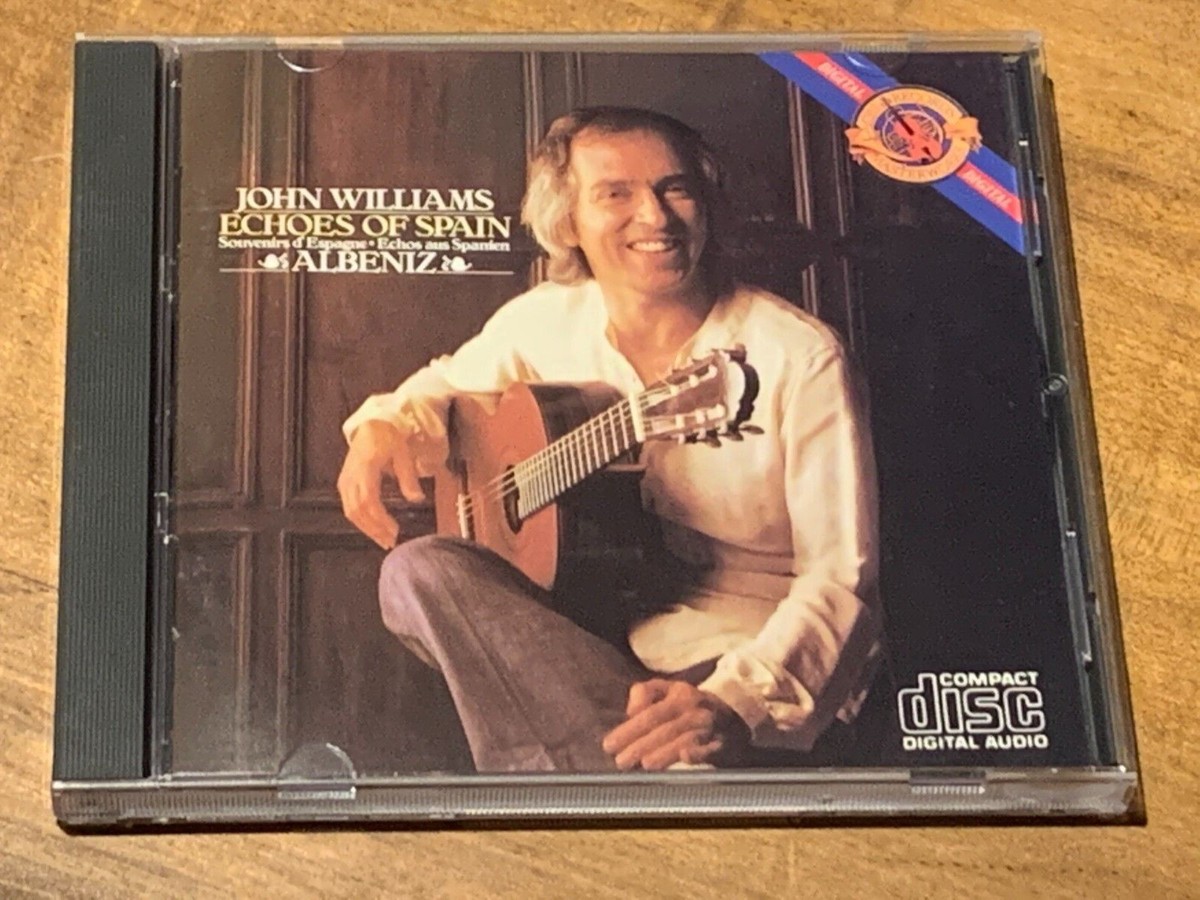 JOHN WILLIAMS
ECHOES OF SPAIN
Souvenirs d'Espagne • Echos aus Spanien
ALBENIZ
DIGITAL
DIGITAL
COMPACT
disc
DIGITAL AUDIO